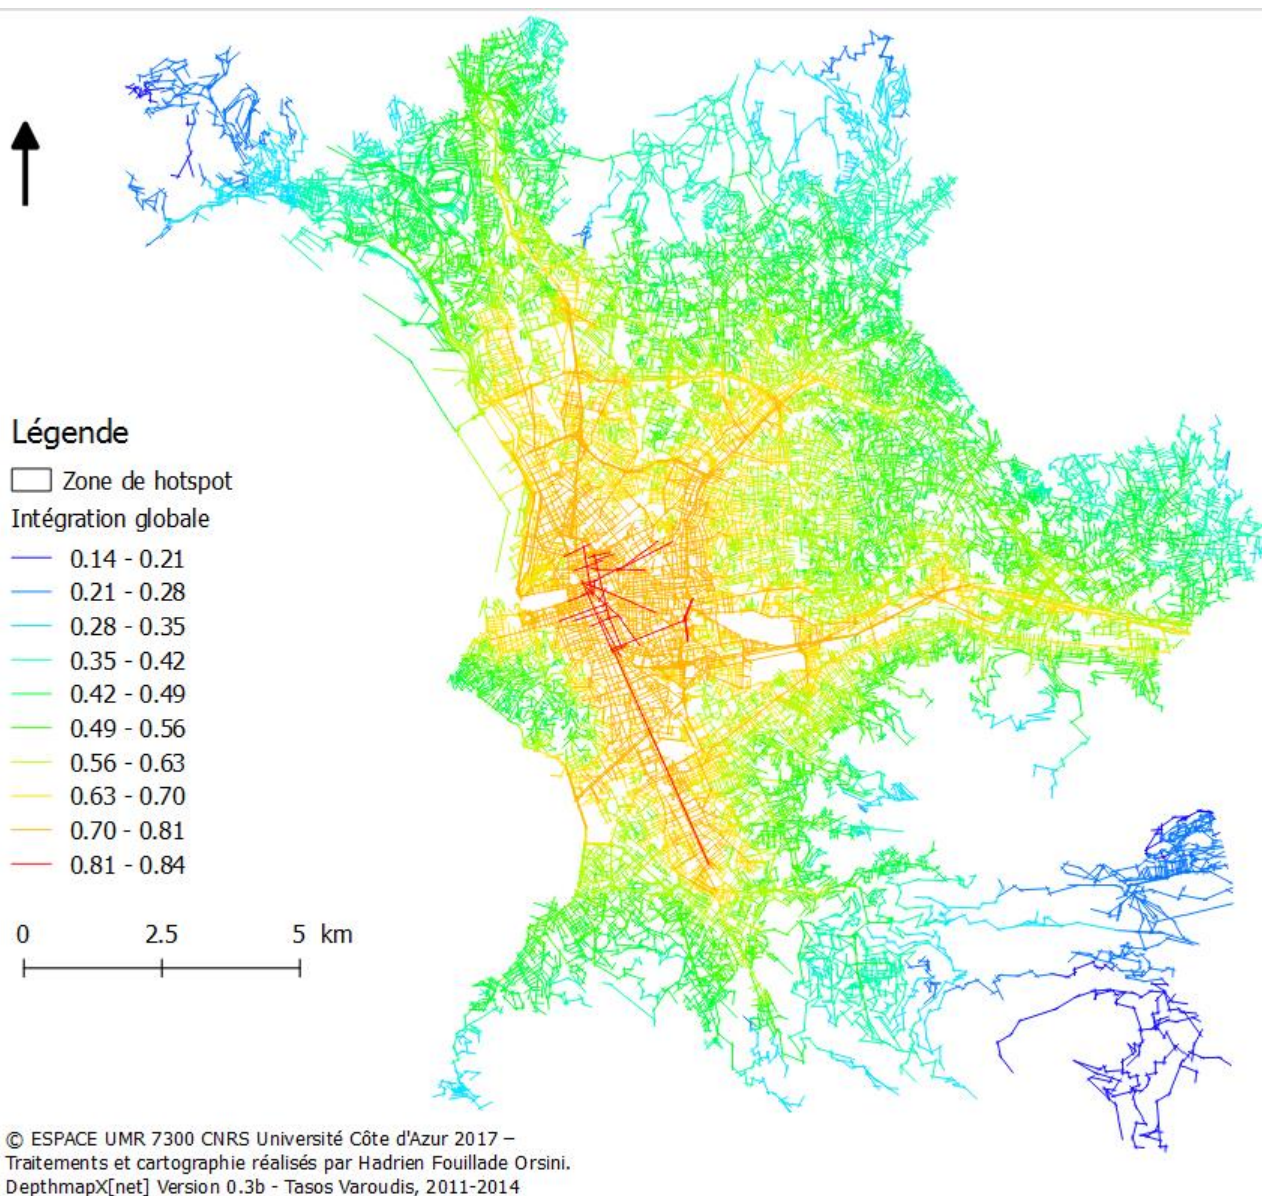 Légende
Zone de hotspot
Intégration globale
0.14 - 0.21
0.21 - 0.28
0.28 - 0.35
0.35 - 0.42
0.42 - 0.49
0.49 - 0.56
0.56 - 0.63
0.63 - 0.70
0.70 - 0.81
0.81 - 0.84
0 2.5 5 km
© ESPACE UMR 7300 CNRS Université Côte d'Azur 2017 –
Traitements et cartographie réalisés par Hadrien Fouillade Orsini.
DepthmapX[net] Version 0.3b - Tasos Varoudis, 2011-2014